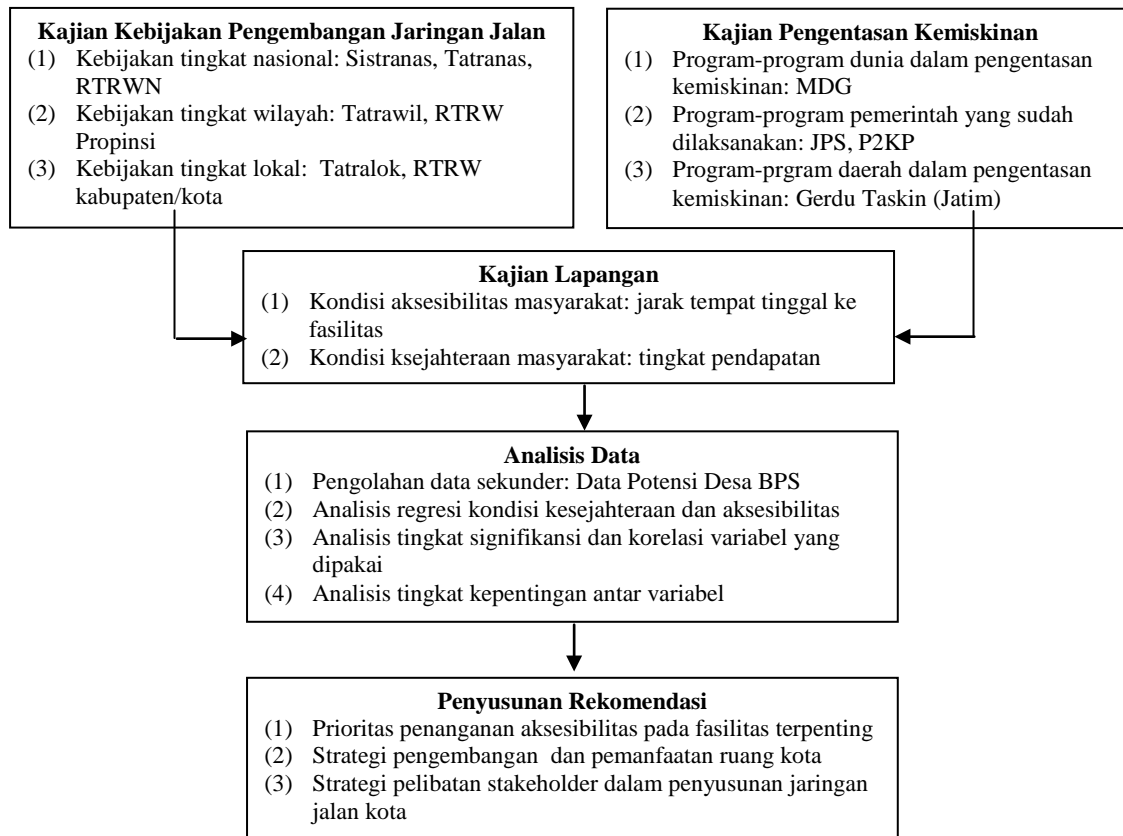 Kajian Kebijakan Pengembangan Jaringan Jalan
(1) Kebijakan tingkat nasional: Sistranas, Tatranas,
RTRWN
(2) Kebijakan tingkat wilayah: Tatrawil, RTRW
Propinsi
(3) Kebijakan tingkat lokal: Tatralok, RTRW
kabupaten/kota
Kajian Pengentasan Kemiskinan
(1) Program-program dunia dalam pengentasan
kemiskinan: MDG
(2) Program-program pemerintah yang sudah
dilaksanakan: JPS, P2KP
(3) Program-prgram daerah dalam pengentasan
kemiskinan: Gerdu Taskin (Jatim)
Kajian Lapangan
(1) Kondisi aksesibilitas masyarakat: jarak tempat tinggal ke
fasilitas
(2) Kondisi ksejahteraan masyarakat: tingkat pendapatan
Analisis Data
(1) Pengolahan data sekunder: Data Potensi Desa BPS
(2) Analisis regresi kondisi kesejahteraan dan aksesibilitas
(3) Analisis tingkat signifikansi dan korelasi variabel yang
dipakai
(4) Analisis tingkat kepentingan antar variabel
Penyusunan Rekomendasi
(1) Prioritas penanganan aksesibilitas pada fasilitas terpenting
(2) Strategi pengembangan dan pemanfaatan ruang kota
(3) Strategi pelibatan stakeholder dalam penyusunan jaringan
jalan kota